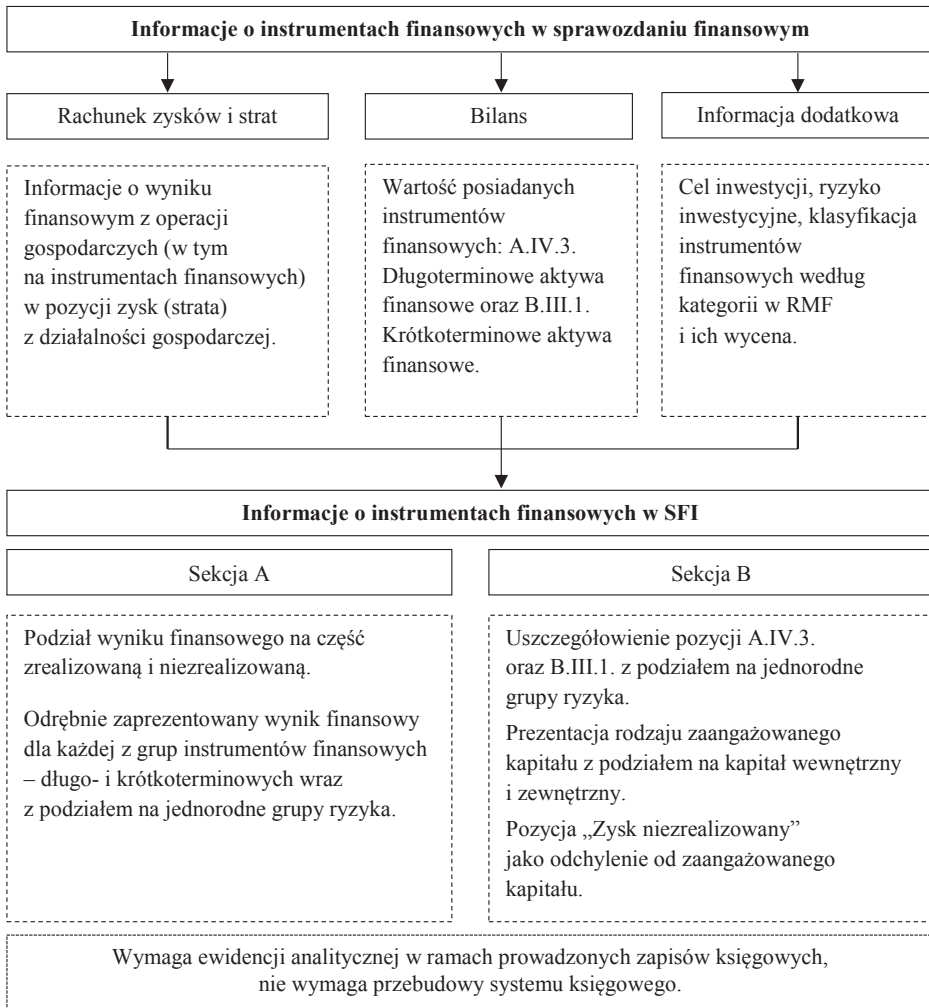 Informacje o instrumentach finansowych w sprawozdaniu finansowym
Rachunek zysków i strat
Bilans
Informacja dodatkowa
Informacje o wyniku
finansowym z operacji
gospodarczych (w tym
na instrumentach finansowych)
w pozycji zysk (strata)
z działalności gospodarczej.
Wartość posiadanych
instrumentów
finansowych: A.IV.3.
Długoterminowe aktywa
finansowe oraz B.III.1.
Krótkoterminowe aktywa
finansowe.
Cel inwestycji, ryzyko
inwestycyjne, klasyfikacja
instrumentów
finansowych według
kategorii w RMF
i ich wycena.
Informacje o instrumentach finansowych w SFI
Sekcja A
Sekcja B
Podział wyniku finansowego na część
zrealizowaną i niezrealizowaną.
Odrębnie zaprezentowany wynik finansowy
dla każdej z grup instrumentów finansowych
– długo- i krótkoterminowych wraz
z podziałem na jednorodne grupy ryzyka.
Uszczegółowienie pozycji A.IV.3.
oraz B.III.1. z podziałem na jednorodne
grupy ryzyka.
Prezentacja rodzaju zaangażowanego
kapitału z podziałem na kapitał wewnętrzny
i zewnętrzny.
Pozycja „Zysk niezrealizowany”
jako odchylenie od zaangażowanego
kapitału.
Wymaga ewidencji analitycznej w ramach prowadzonych zapisów księgowych,
nie wymaga przebudowy systemu księgowego.